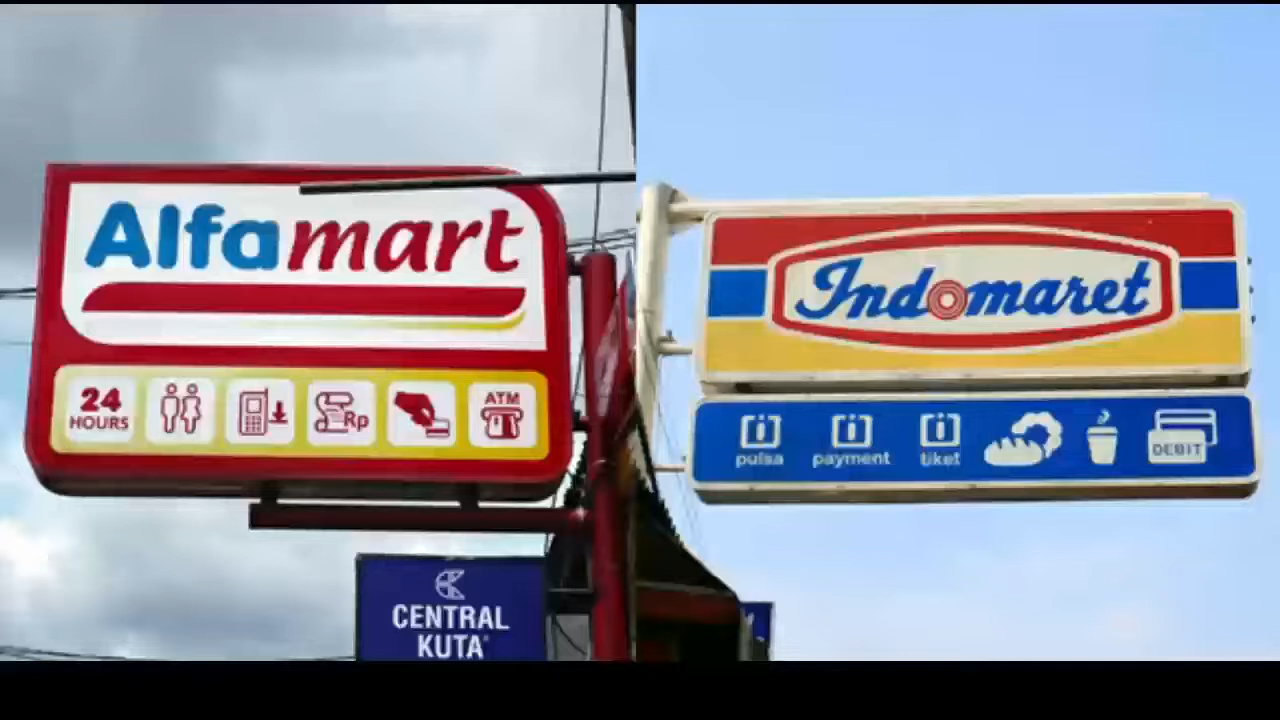 Alfamart
24
HOURS
Rp
ATM
CENTRAL
KUTA
Indomaret
pulsa payment tiket
DEBIT